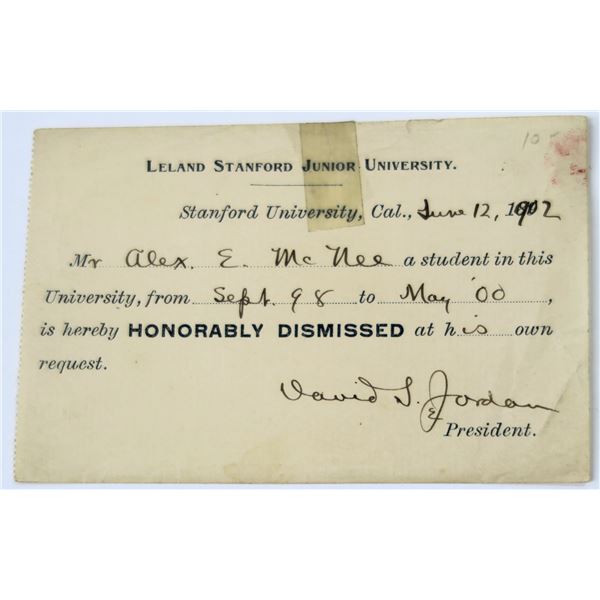 10 -
LELAND STANFORD JUNIOR UNIVERSITY.
Stanford University, Cal., June 12, 1902
Mr Alex. E. McNee a student in this
University, from Sept. 98 to May '00,
is hereby HONORABLY DISMISSED at his own
request.
David S. Jordan
E
President.